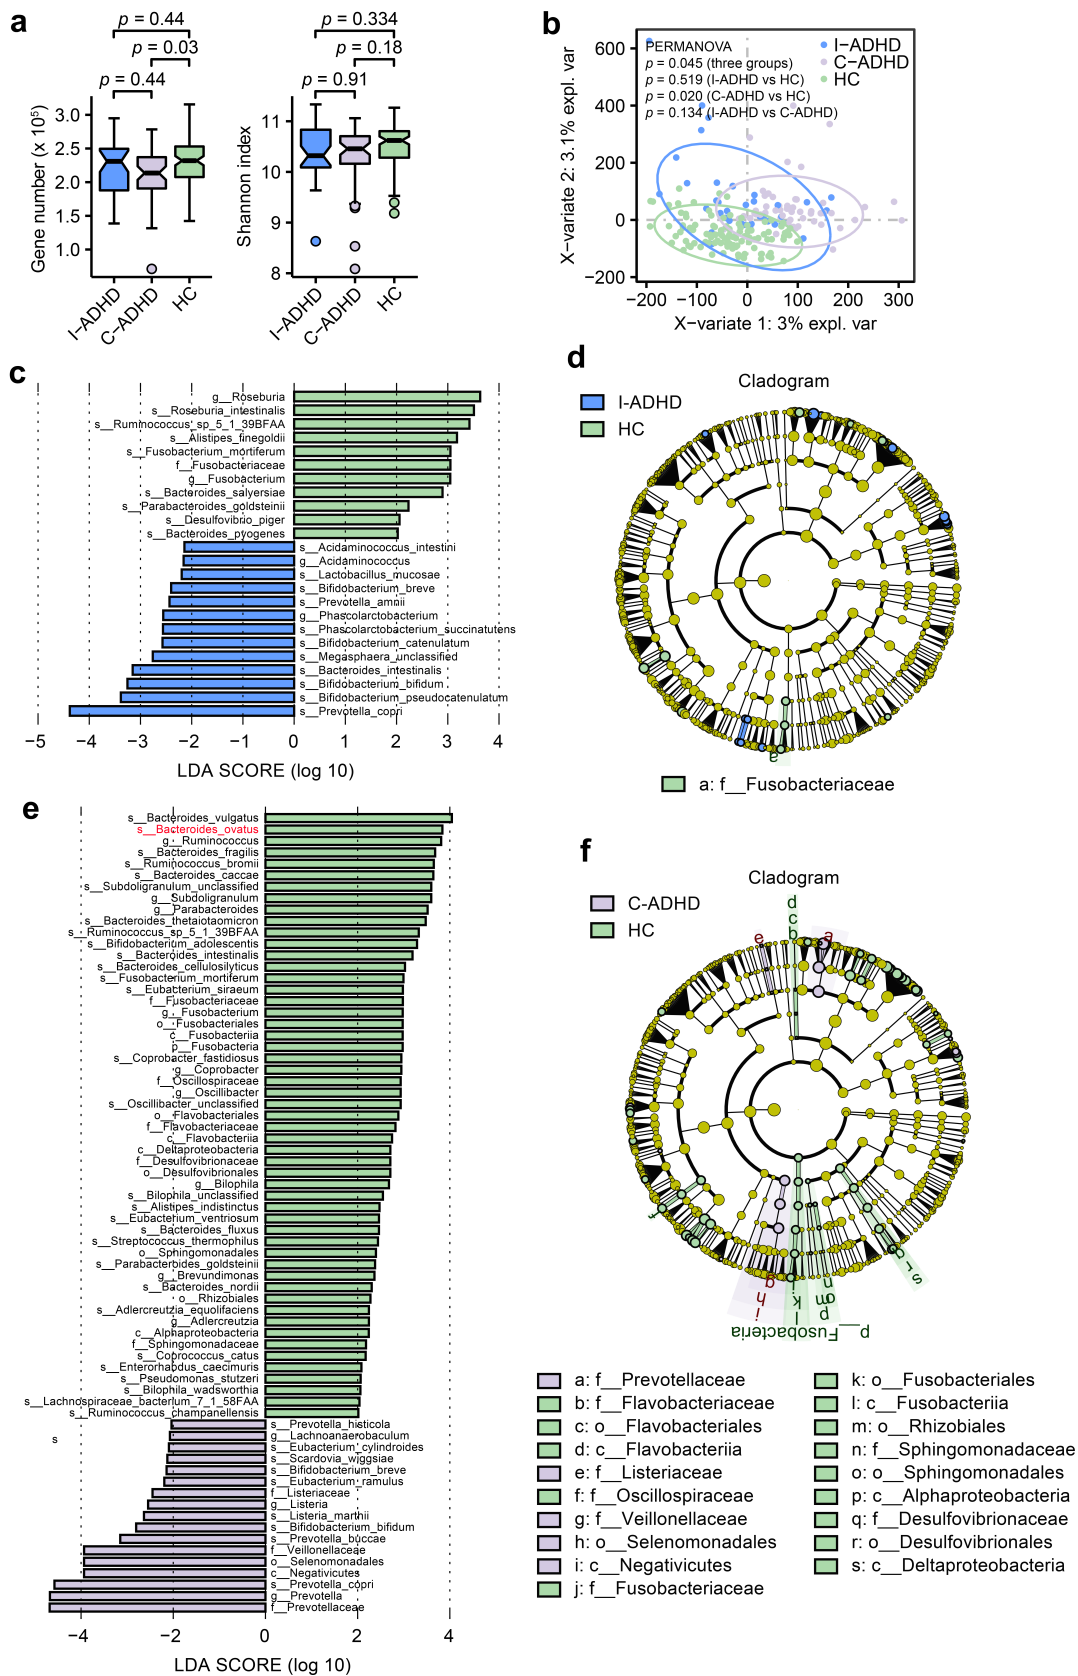 a
p = 0.44
p = 0.03
p = 0.44
Gene number (x 10⁵)
3.0
2.5
2.0
1.5
1.0
I−ADHD
C−ADHD
HC
p = 0.334
p = 0.18
p = 0.91
Shannon index
11
10
9
8
I−ADHD
C−ADHD
HC
b
PERMANOVA
p = 0.045 (three groups)
p = 0.519 (I−ADHD vs HC)
p = 0.020 (C−ADHD vs HC)
p = 0.134 (I−ADHD vs C−ADHD)
I−ADHD
C−ADHD
HC
X−variate 2: 3.1% expl. var
600
400
200
0
−200
−200
−100
0
100
200
300
X−variate 1: 3% expl. var
c
g__Roseburia
s__Roseburia_intestinalis
s__Ruminococcus_sp_5_1_39BFAA
s__Alistipes_finegoldii
s__Fusobacterium_mortiferum
f__Fusobacteriaceae
g__Fusobacterium
s__Bacteroides_salyersiae
s__Parabacteroides_goldsteinii
s__Desulfovibrio_piger
s__Bacteroides_pyogenes
s__Acidaminococcus_intestini
g__Acidaminococcus
s__Lactobacillus_mucosae
s__Bifidobacterium_breve
s__Prevotella_amnii
g__Phascolarctobacterium
s__Phascolarctobacterium_succinatutens
s__Bifidobacterium_catenulatum
s__Megasphaera_unclassified
s__Bacteroides_intestinalis
s__Bifidobacterium_bifidum
s__Bifidobacterium_pseudocatenulatum
s__Prevotella_copri
−5
−4
−3
−2
−1
0
1
2
3
4
LDA SCORE (log 10)
d
Cladogram
I-ADHD
HC
a
a: f__Fusobacteriaceae
e
s__Bacteroides_vulgatus
s__Bacteroides_ovatus
g__Ruminococcus
s__Bacteroides_fragilis
s__Ruminococcus_bromii
s__Bacteroides_caccae
s__Subdoligranulum_unclassified
g__Subdoligranulum
g__Parabacteroides
s__Bacteroides_thetaiotaomicron
s__Ruminococcus_sp_5_1_39BFAA
s__Bifidobacterium_adolescentis
s__Bacteroides_intestinalis
s__Bacteroides_cellulosilyticus
s__Fusobacterium_mortiferum
s__Eubacterium_siraeum
f__Fusobacteriaceae
g__Fusobacterium
o__Fusobacteriales
c__Fusobacteriia
p__Fusobacteria
s__Coprobacter_fastidiosus
g__Coprobacter
f__Oscillospiraceae
g__Oscillibacter
s__Oscillibacter_unclassified
o__Flavobacteriales
f__Flavobacteriaceae
c__Flavobacteriia
c__Deltaproteobacteria
f__Desulfovibrionaceae
o__Desulfovibrionales
g__Bilophila
s__Bilophila_unclassified
s__Alistipes_indistinctus
s__Eubacterium_ventriosum
s__Bacteroides_fluxus
s__Streptococcus_thermophilus
o__Sphingomonadales
s__Parabacteroides_goldsteinii
g__Brevundimonas
s__Bacteroides_nordii
o__Rhizobiales
s__Adlercreutzia_equolifaciens
g__Adlercreutzia
c__Alphaproteobacteria
f__Sphingomonadaceae
s__Coprococcus_catus
s__Enterorhabdus_caecimuris
s__Pseudomonas_stutzeri
s__Bilophila_wadsworthia
s__Lachnospiraceae_bacterium_7_1_58FAA
s__Ruminococcus_champanellensis
s__Prevotella_histicola
g__Lachnoanaerobaculum
s__Eubacterium_cylindroides
s__Scardovia_wiggsiae
s__Bifidobacterium_breve
s__Eubacterium_ramulus
f__Listeriaceae
g__Listeria
s__Listeria_marthii
s__Bifidobacterium_bifidum
s__Prevotella_buccae
f__Veillonellaceae
o__Selenomonadales
c__Negativicutes
s__Prevotella_copri
g__Prevotella
f__Prevotellaceae
s
−4
−2
0
2
4
LDA SCORE (log 10)
f
Cladogram
C-ADHD
HC
d
c
b
a
e
f
g
h
i
j
k
l
n
o
m
p
q
r
s
p__Fusobacteria
a: f__Prevotellaceae
b: f__Flavobacteriaceae
c: o__Flavobacteriales
d: c__Flavobacteriia
e: f__Listeriaceae
f: f__Oscillospiraceae
g: f__Veillonellaceae
h: o__Selenomonadales
i: c__Negativicutes
j: f__Fusobacteriaceae
k: o__Fusobacteriales
l: c__Fusobacteriia
m: o__Rhizobiales
n: f__Sphingomonadaceae
o: o__Sphingomonadales
p: c__Alphaproteobacteria
q: f__Desulfovibrionaceae
r: o__Desulfovibrionales
s: c__Deltaproteobacteria